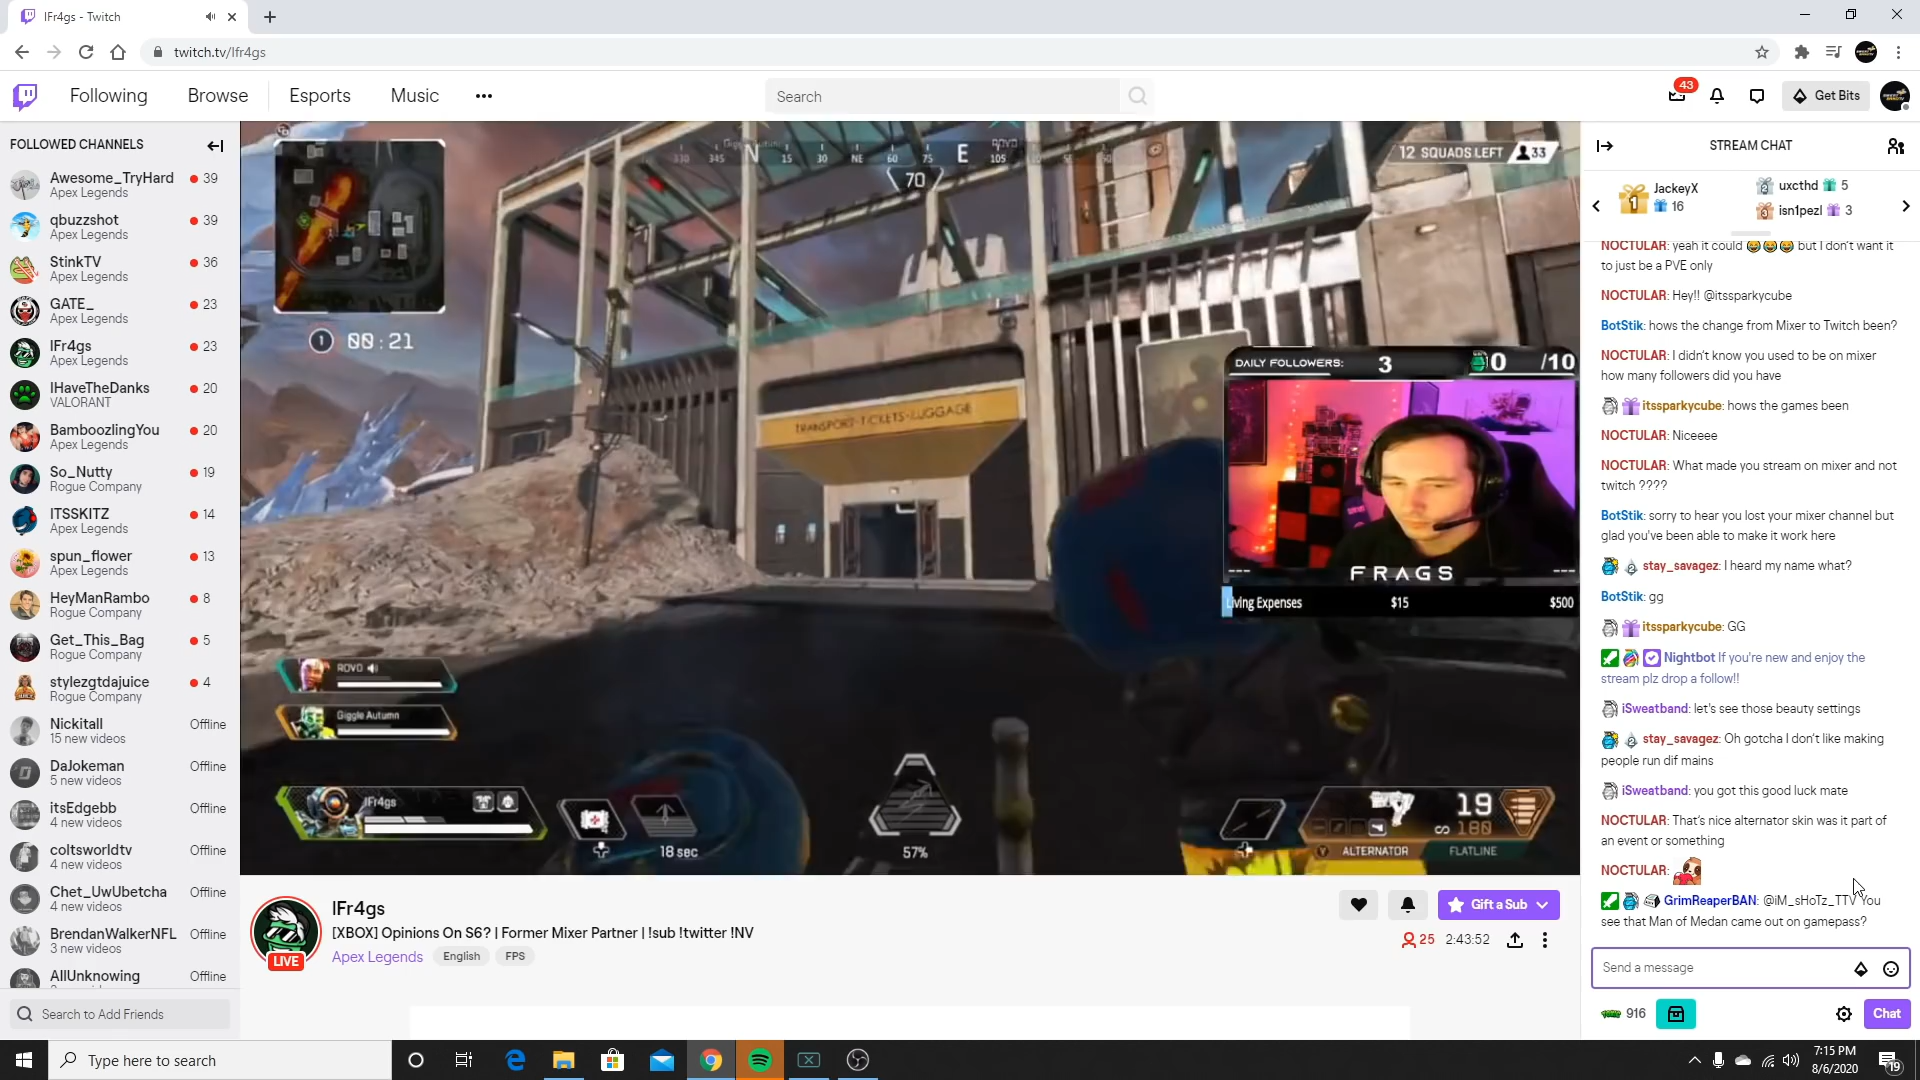 lFr4gs - Twitch
twitch.tv/lfr4gs
Following
Browse
Esports
Music
Search
43
Get Bits
FOLLOWED CHANNELS
Awesome_TryHard 39
Apex Legends
qbuzzshot 39
Apex Legends
StinkTV 36
Apex Legends
GATE_ 23
Apex Legends
lFr4gs 23
Apex Legends
IHaveTheDanks 20
VALORANT
BamboozlingYou 20
Apex Legends
So_Nutty 19
Rogue Company
ITSSKITZ 14
Apex Legends
spun_flower 13
Apex Legends
HeyManRambo 8
Rogue Company
Get_This_Bag 5
Rogue Company
stylezgtdajuice 4
Rogue Company
Nickitall Offline
15 new videos
DaJokeman Offline
5 new videos
itsEdgebb Offline
4 new videos
coltsworldtv Offline
4 new videos
Chet_UwUbetcha Offline
4 new videos
BrendanWalkerNFL Offline
3 new videos
AllUnknowing Offline
Search to Add Friends
330 345 N 15 30 NE 60 75 E 105
70
12 SQUADS LEFT 33
1 00:21
TRANSPORT·TICKETS·LUGGAGE
DAILY FOLLOWERS: 3 0 /10
FRAGS
Living Expenses $15 $500
ROVO
Giggle Autumn
lFr4gs
18 sec
57%
19
180
ALTERNATOR FLATLINE
LIVE
lFr4gs
[XBOX] Opinions On S6? | Former Mixer Partner | !sub !twitter !NV
Apex Legends English FPS
Gift a Sub
25 2:43:52
STREAM CHAT
1 JackeyX
16
2 uxcthd 5
3 isn1pezl 3
NOCTULAR: yeah it could 😂😂😂 but I don't want it
to just be a PVE only
NOCTULAR: Hey!! @itssparkycube
BotStik: hows the change from Mixer to Twitch been?
NOCTULAR: I didn't know you used to be on mixer
how many followers did you have
itssparkycube: hows the games been
NOCTULAR: Niceeee
NOCTULAR: What made you stream on mixer and not
twitch ????
BotStik: sorry to hear you lost your mixer channel but
glad you've been able to make it work here
stay_savagez: I heard my name what?
BotStik: gg
itssparkycube: GG
Nightbot If you're new and enjoy the
stream plz drop a follow!!
iSweatband: let's see those beauty settings
stay_savagez: Oh gotcha I don't like making
people run dif mains
iSweatband: you got this good luck mate
NOCTULAR: That's nice alternator skin was it part of
an event or something
NOCTULAR:
GrimReaperBAN: @iM_sHoTz_TTV You
see that Man of Medan came out on gamepass?
Send a message
916
Chat
Type here to search
7:15 PM
8/6/2020
19